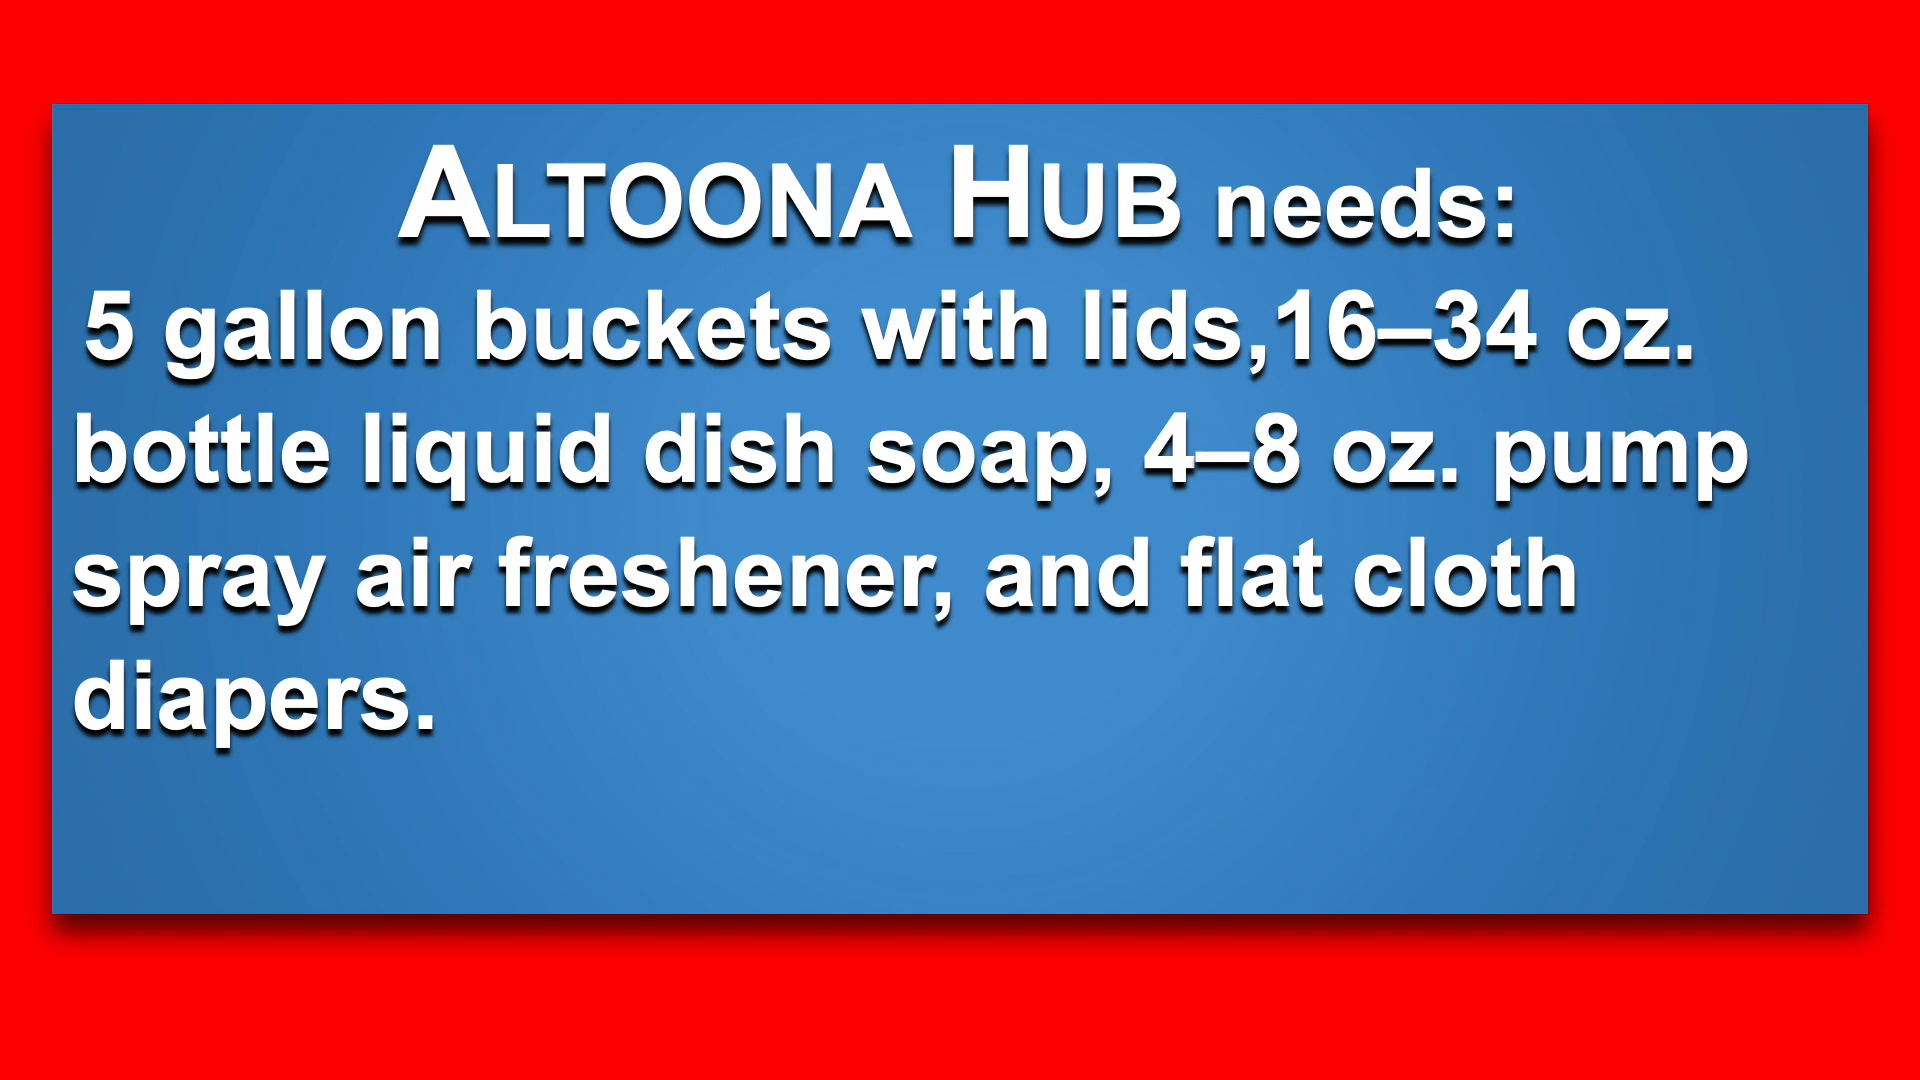 ALTOONA HUB needs:
5 gallon buckets with lids,16–34 oz.
bottle liquid dish soap, 4–8 oz. pump
spray air freshener, and flat cloth
diapers.